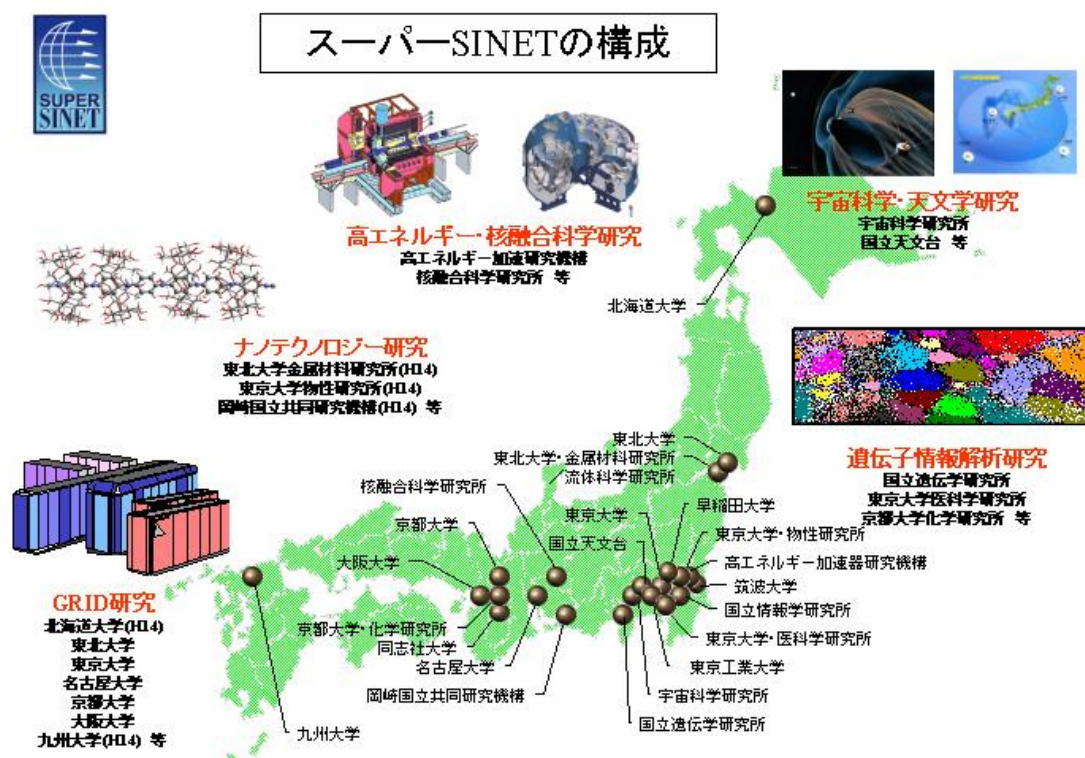 スーパーSINETの構成
SUPER
SINET
高エネルギー・核融合科学研究
高エネルギー加速研究機構
核融合科学研究所 等
宇宙科学・天文学研究
宇宙科学研究所
国立天文台 等
ナノテクノロジー研究
東北大学金属材料研究所(H14)
東京大学物性研究所(H14)
岡崎国立共同研究機構(H14) 等
遺伝子情報解析研究
国立遺伝学研究所
東京大学医科学研究所
京都大学化学研究所 等
GRID研究
北海道大学(H14)
東北大学
東京大学
名古屋大学
京都大学
大阪大学
九州大学(H14) 等
北海道大学
東北大学
東北大学・金属材料研究所
流体科学研究所
核融合科学研究所
京都大学
大阪大学
京都大学・化学研究所
同志社大学
名古屋大学
岡崎国立共同研究機構
九州大学
東京大学
国立天文台
早稲田大学
東京大学・物性研究所
高エネルギー加速器研究機構
筑波大学
国立情報学研究所
東京大学・医科学研究所
東京工業大学
宇宙科学研究所
国立遺伝学研究所